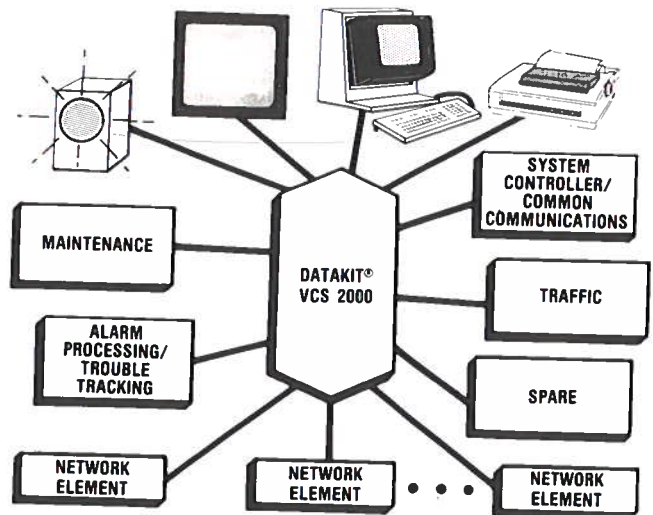 SYSTEM
CONTROLLER/
COMMON
COMMUNICATIONS
MAINTENANCE
DATAKIT®
VCS 2000
TRAFFIC
ALARM
PROCESSING/
TROUBLE
TRACKING
SPARE
NETWORK
ELEMENT
NETWORK
ELEMENT
NETWORK
ELEMENT